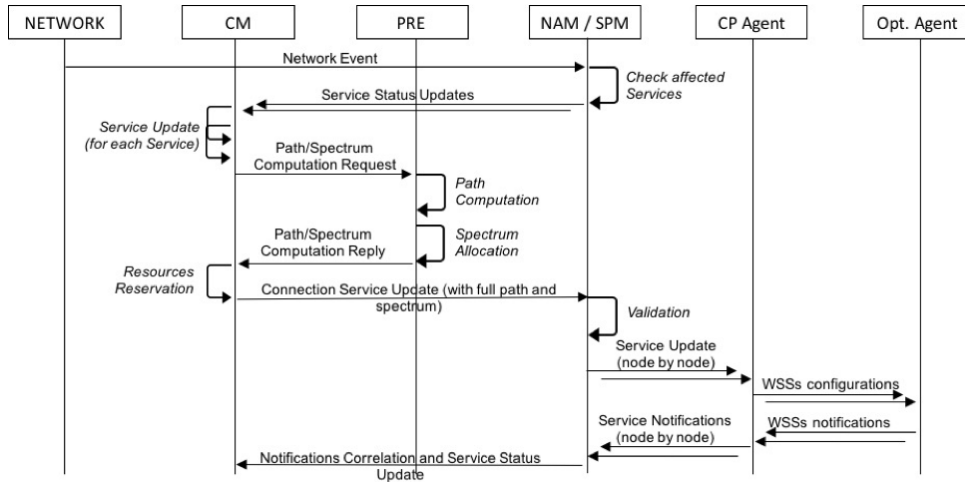 NETWORK
CM
PRE
NAM / SPM
CP Agent
Opt. Agent
Network Event
Check affected
Services
Service Status Updates
Service Update
(for each Service)
Path/Spectrum
Computation Request
Path
Computation
Path/Spectrum
Computation Reply
Spectrum
Allocation
Resources
Reservation
Connection Service Update (with full path and
spectrum)
Validation
Service Update
(node by node)
WSSs configurations
WSSs notifications
Service Notifications
(node by node)
Notifications Correlation and Service Status
Update